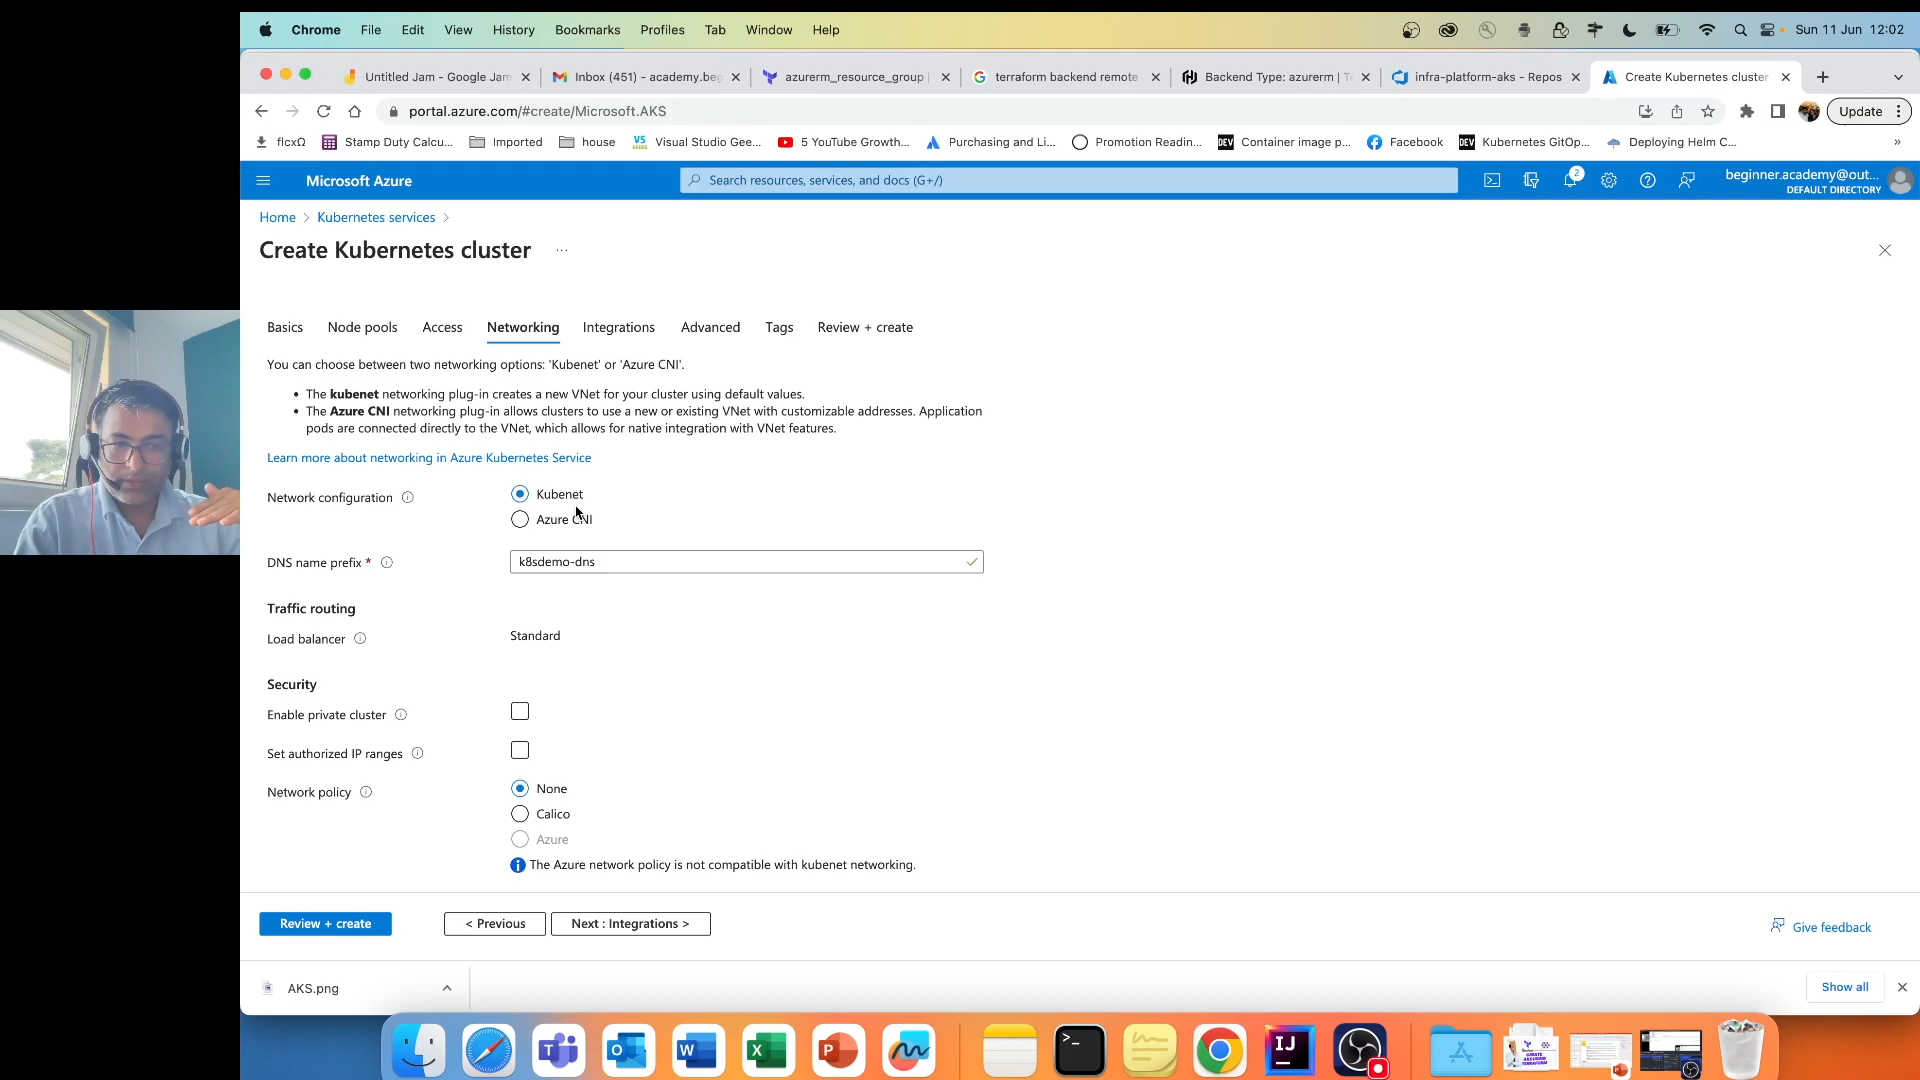 Chrome File Edit View History Bookmarks Profiles Tab Window Help Sun 11 Jun 12:02
Untitled Jam - Google Jam Inbox (451) - academy.beg azurerm_resource_group | terraform backend remote Backend Type: azurerm | Te infra-platform-aks - Repos Create Kubernetes cluster
portal.azure.com/#create/Microsoft.AKS Update
flcxΩ Stamp Duty Calcu... Imported house Visual Studio Gee... 5 YouTube Growth... Purchasing and Li... Promotion Readin... Container image p... Facebook Kubernetes GitOp... Deploying Helm C... »
Microsoft Azure Search resources, services, and docs (G+/) 2 beginner.academy@out...
DEFAULT DIRECTORY
Home > Kubernetes services >
Create Kubernetes cluster ...
Basics Node pools Access Networking Integrations Advanced Tags Review + create
You can choose between two networking options: 'Kubenet' or 'Azure CNI'.
• The kubenet networking plug-in creates a new VNet for your cluster using default values.
• The Azure CNI networking plug-in allows clusters to use a new or existing VNet with customizable addresses. Application
pods are connected directly to the VNet, which allows for native integration with VNet features.
Learn more about networking in Azure Kubernetes Service
Network configuration Kubenet
Azure CNI
DNS name prefix * k8sdemo-dns
Traffic routing
Load balancer Standard
Security
Enable private cluster
Set authorized IP ranges
Network policy None
Calico
Azure
The Azure network policy is not compatible with kubenet networking.
Review + create < Previous Next : Integrations > Give feedback
AKS.png Show all